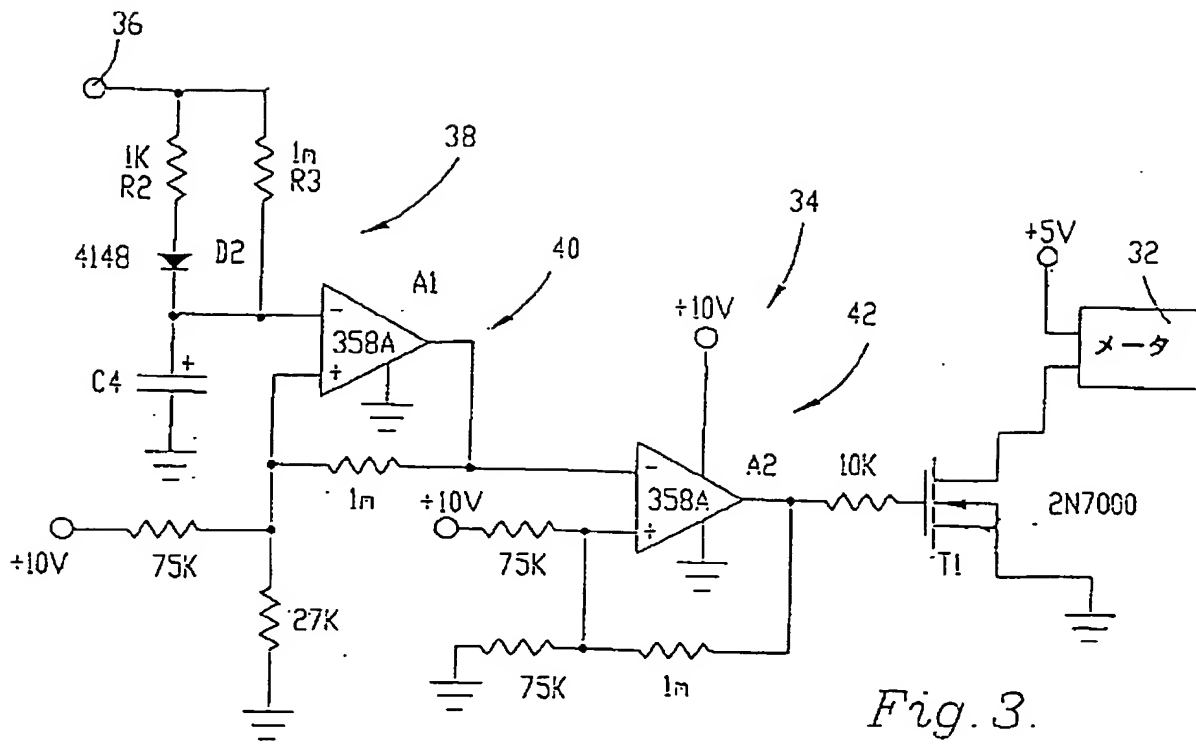 36
1K
R2
1m
R3
38
4148
D2
A1
40
34
+5V
32
358A
+10V
42
メータ
C4
+
-
+
1m
+10V
358A
-
+
A2
10K
2N7000
+10V
75K
75K
T1
27K
75K
1m
Fig. 3.